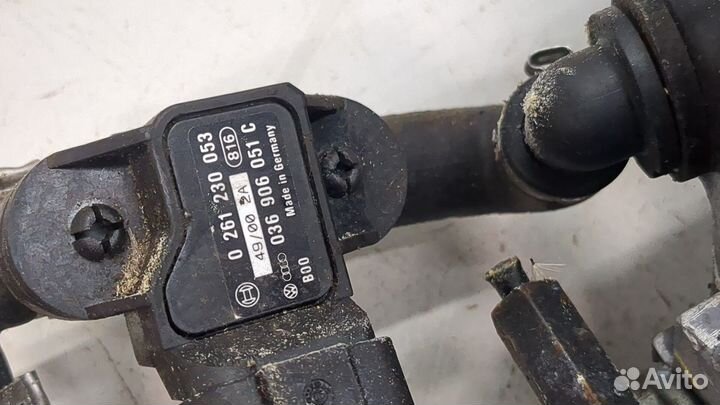 0 261 230 053
49/00 2A 816
036 906 051 C
Made in Germany
B00
Avito